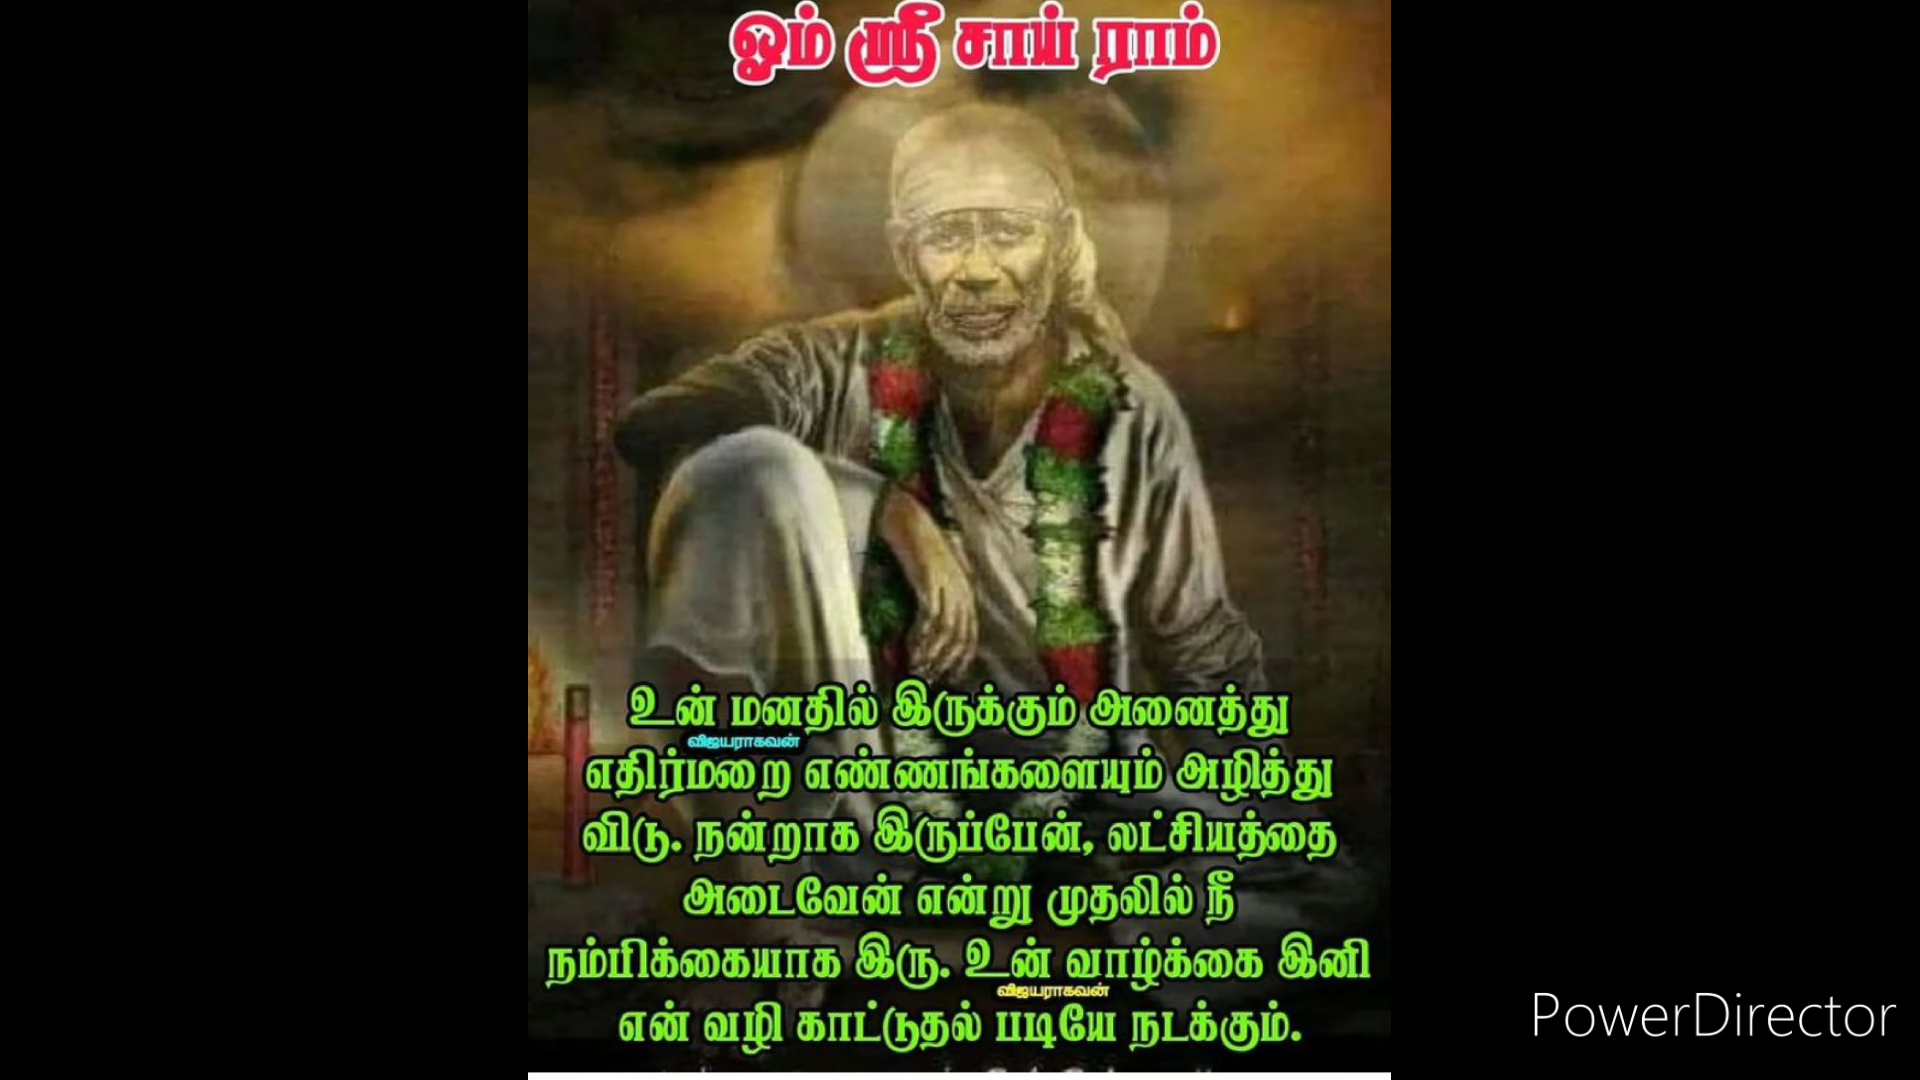 ஓம் ஸ்ரீ சாய் ராம்
உன் மனதில் இருக்கும் அனைத்து
விஜயராகவன்
எதிர்மறை எண்ணங்களையும் அழித்து
விடு. நன்றாக இருப்பேன், லட்சியத்தை
அடைவேன் என்று முதலில் நீ
நம்பிக்கையாக இரு. உன் வாழ்க்கை இனி
விஜயராகவன்
என் வழி காட்டுதல் படியே நடக்கும்.
PowerDirector